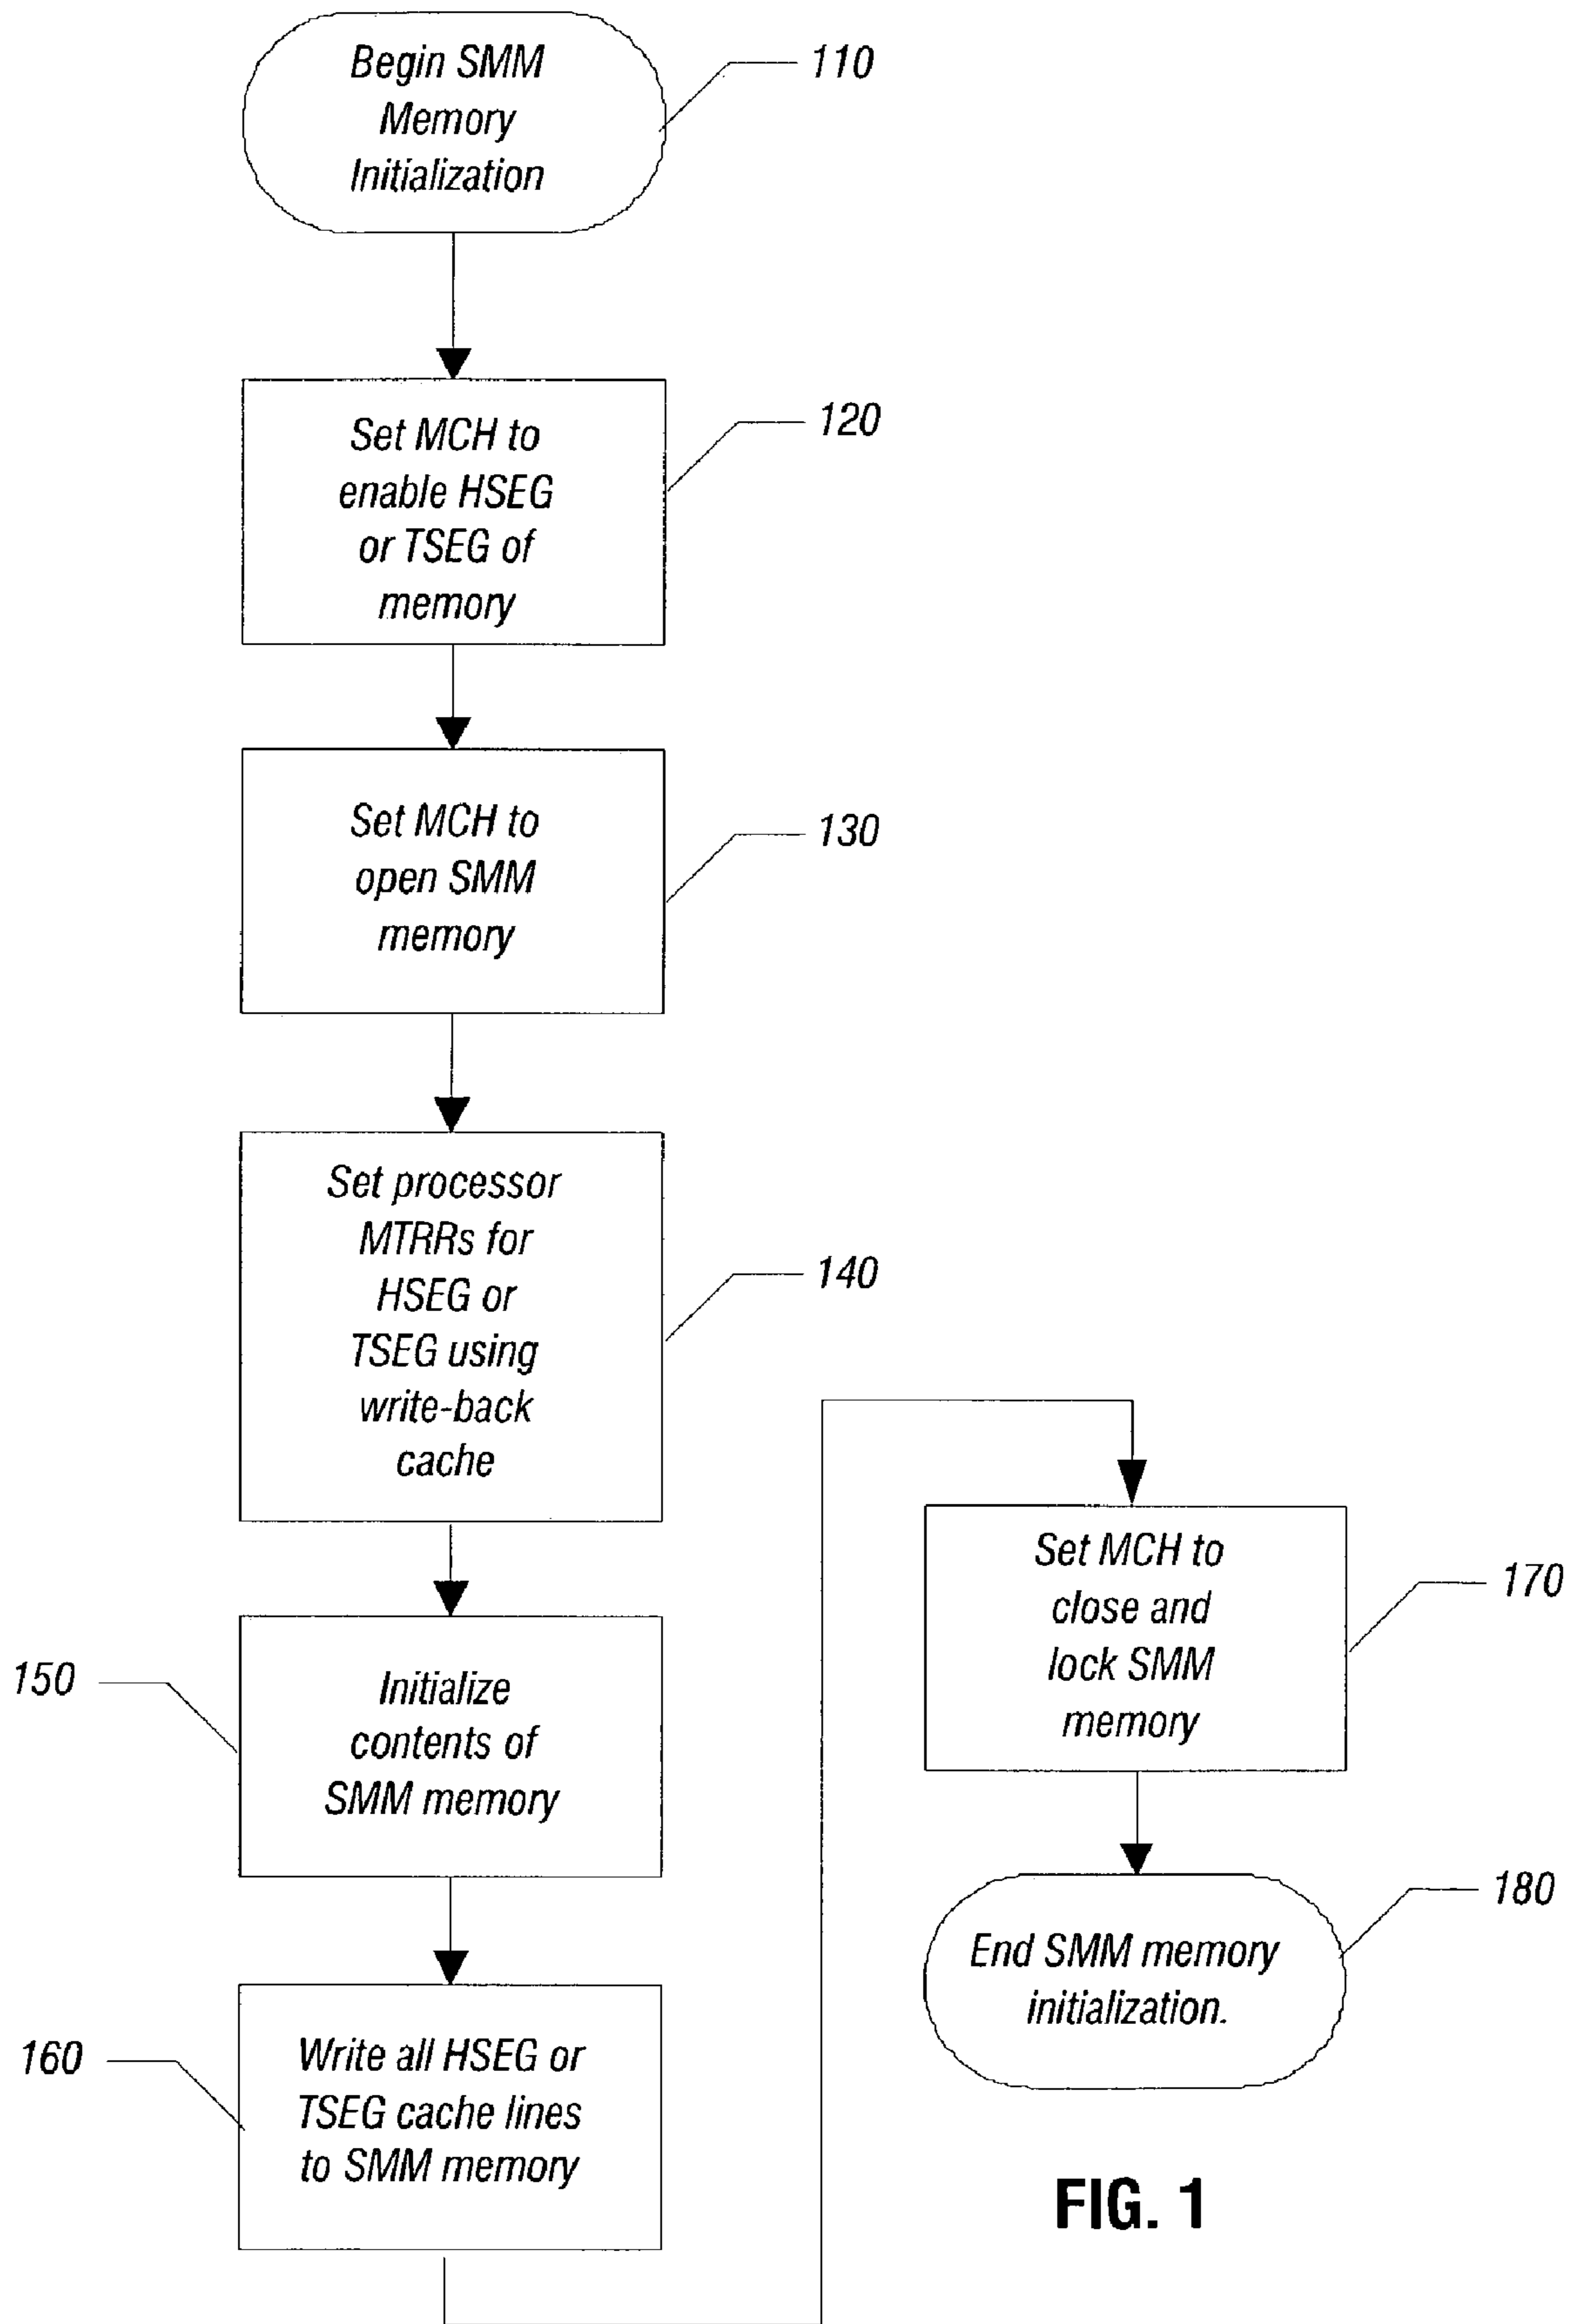 Begin SMM
Memory
Initialization
110
Set MCH to
enable HSEG
or TSEG of
memory
120
Set MCH to
open SMM
memory
130
Set processor
MTRRs for
HSEG or
TSEG using
write-back
cache
140
150
Initialize
contents of
SMM memory
160
Write all HSEG or
TSEG cache lines
to SMM memory
Set MCH to
close and
lock SMM
memory
170
End SMM memory
initialization.
180
FIG. 1